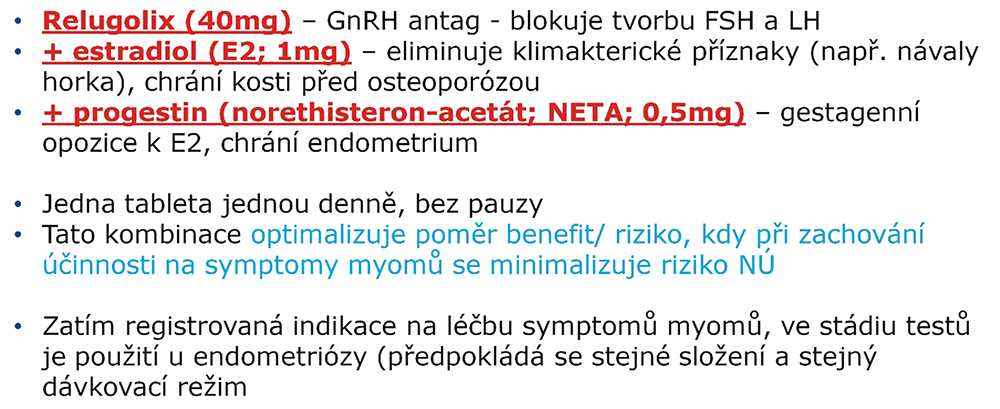 • Relugolix (40mg) – GnRH antag - blokuje tvorbu FSH a LH
• + estradiol (E2; 1mg) – eliminuje klimakterické příznaky (např. návaly
horka), chrání kosti před osteoporózou
• + progestin (norethisteron-acetát; NETA; 0,5mg) – gestagenní
opozice k E2, chrání endometrium
• Jedna tableta jednou denně, bez pauzy
• Tato kombinace optimalizuje poměr benefit/ riziko, kdy při zachování
účinnosti na symptomy myomů se minimalizuje riziko NÚ
• Zatím registrovaná indikace na léčbu symptomů myomů, ve stádiu testů
je použití u endometriózy (předpokládá se stejné složení a stejný
dávkovací režim